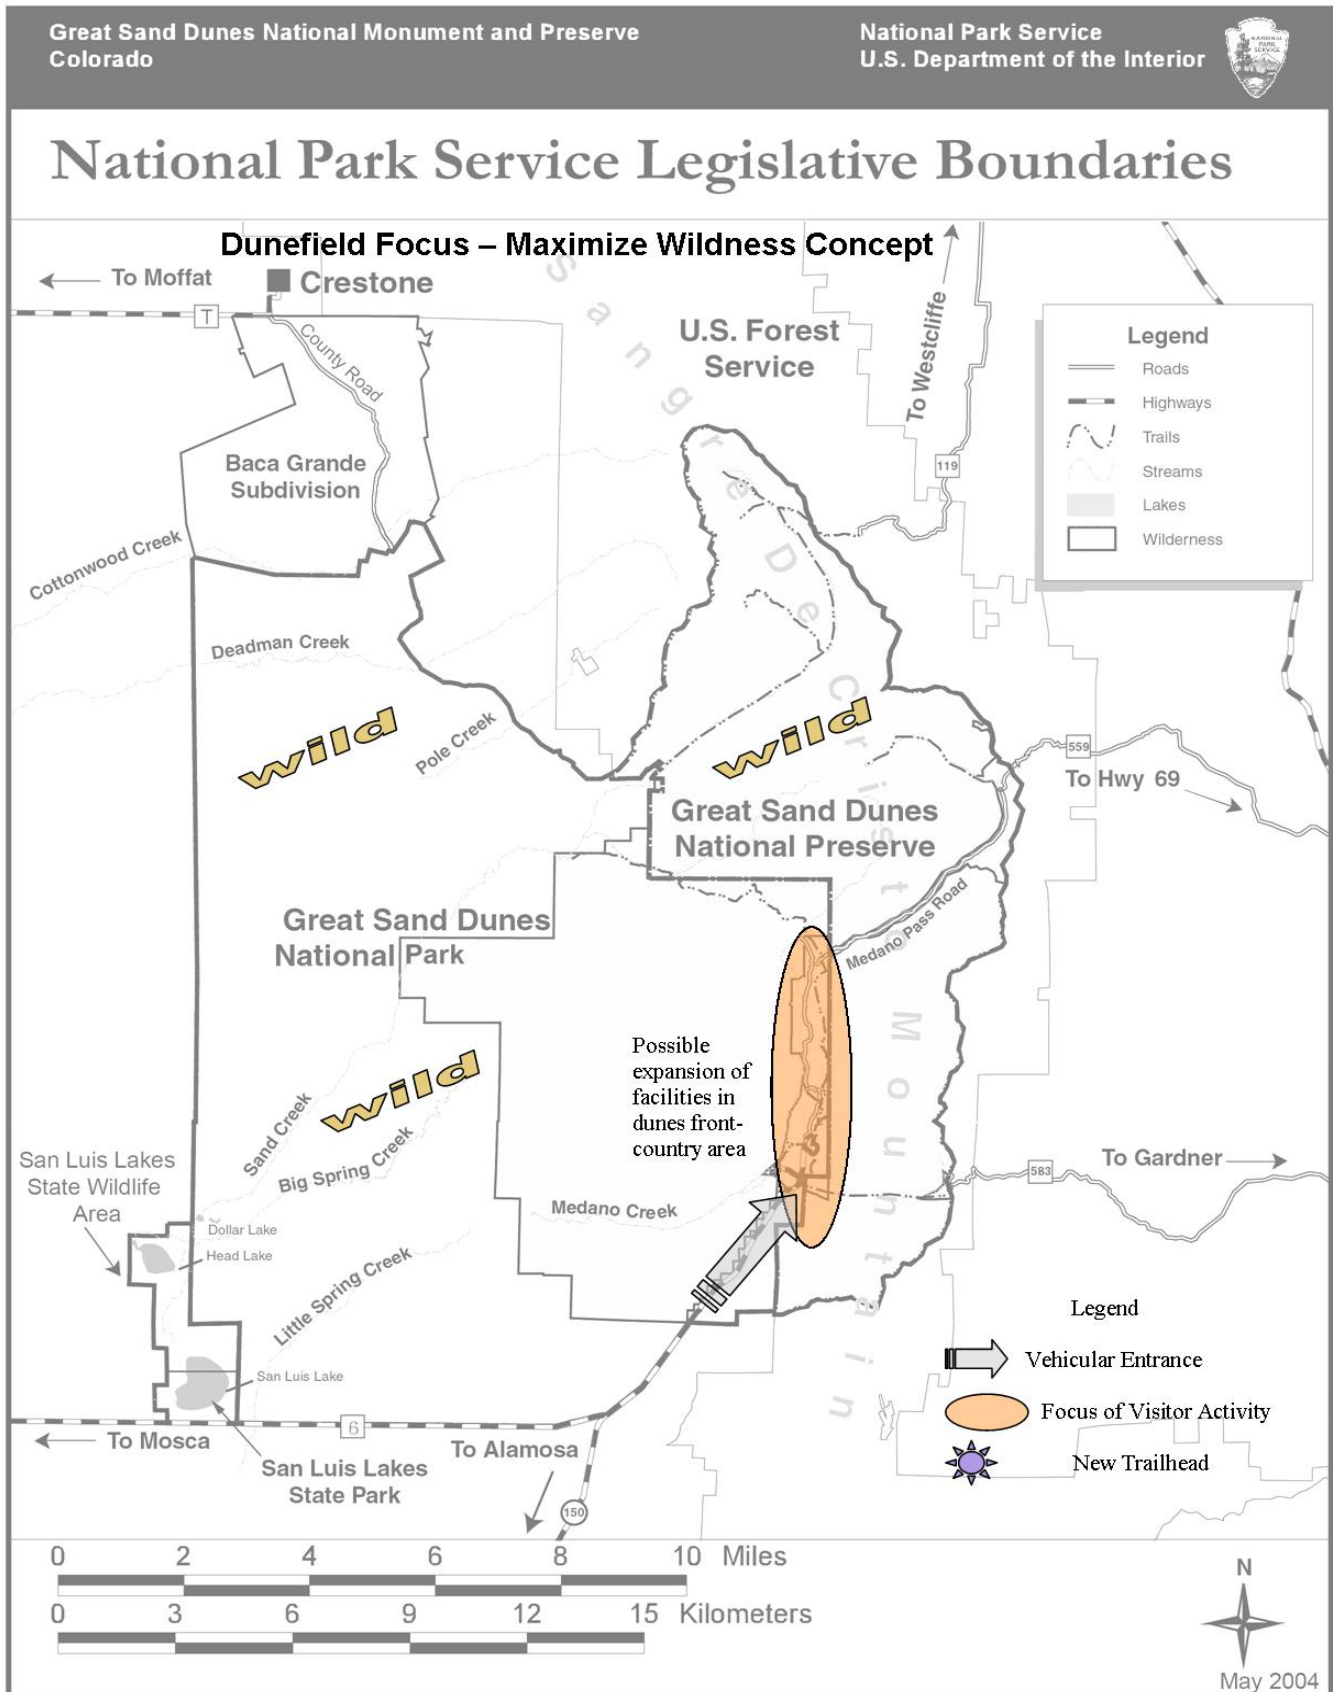 Great Sand Dunes National Monument and Preserve
Colorado
National Park Service
U.S. Department of the Interior
NATIONAL
PARK
SERVICE
National Park Service Legislative Boundaries
Dunefield Focus – Maximize Wildness Concept
To Moffat
Crestone
T
County Road
U.S. Forest
Service
To Westcliffe
119
Legend
Roads
Highways
Trails
Streams
Lakes
Wilderness
Baca Grande
Subdivision
Cottonwood Creek
Deadman Creek
wild
Pole Creek
wild
Sangre De Cristo Mountain
559
To Hwy 69
Great Sand Dunes
National Preserve
Medano Pass Road
Great Sand Dunes
National Park
Possible
expansion of
facilities in
dunes front-
country area
wild
Sand Creek
Big Spring Creek
San Luis Lakes
State Wildlife
Area
Dollar Lake
Head Lake
Little Spring Creek
Medano Creek
583
To Gardner
San Luis Lake
Legend
Vehicular Entrance
Focus of Visitor Activity
New Trailhead
6
To Mosca
To Alamosa
San Luis Lakes
State Park
150
0 2 4 6 8 10 Miles
0 3 6 9 12 15 Kilometers
N
May 2004